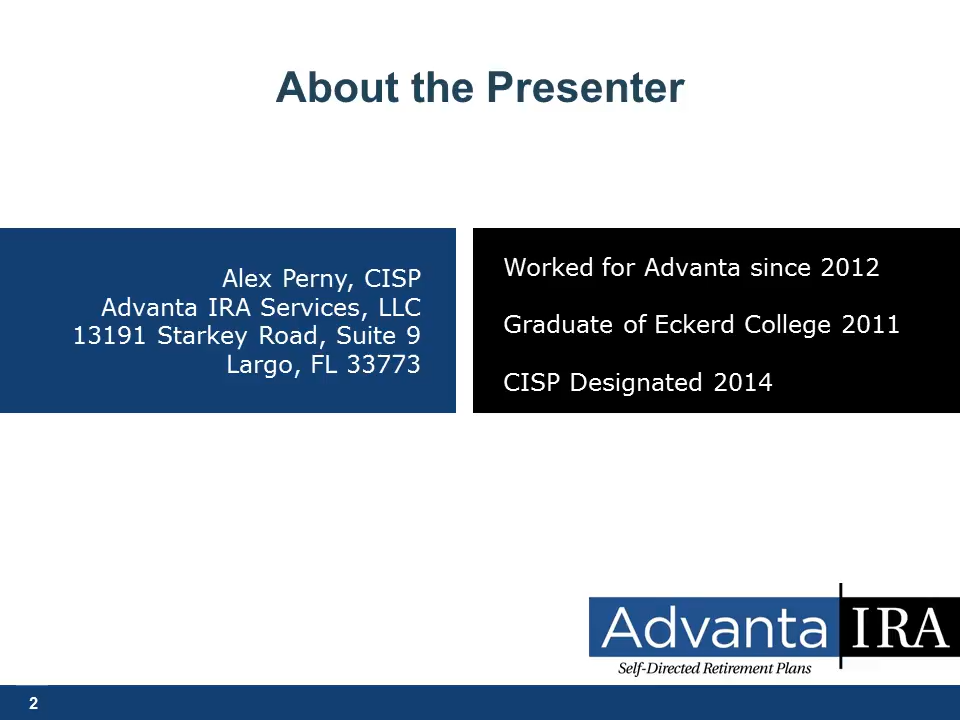 About the Presenter
Alex Perny, CISP
Advanta IRA Services, LLC
13191 Starkey Road, Suite 9
Largo, FL 33773
Worked for Advanta since 2012
Graduate of Eckerd College 2011
CISP Designated 2014
Advanta IRA
Self-Directed Retirement Plans
2